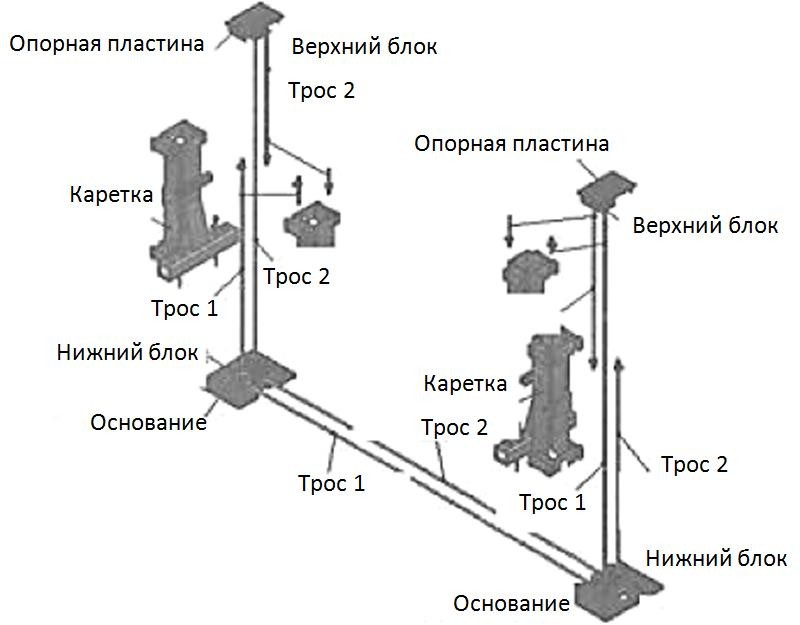 Опорная пластина
Верхний блок
Трос 2
Опорная пластина
Каретка
Верхний блок
Трос 2
Трос 1
Нижний блок
Каретка
Основание
Трос 2
Трос 2
Трос 1
Трос 1
Нижний блок
Основание